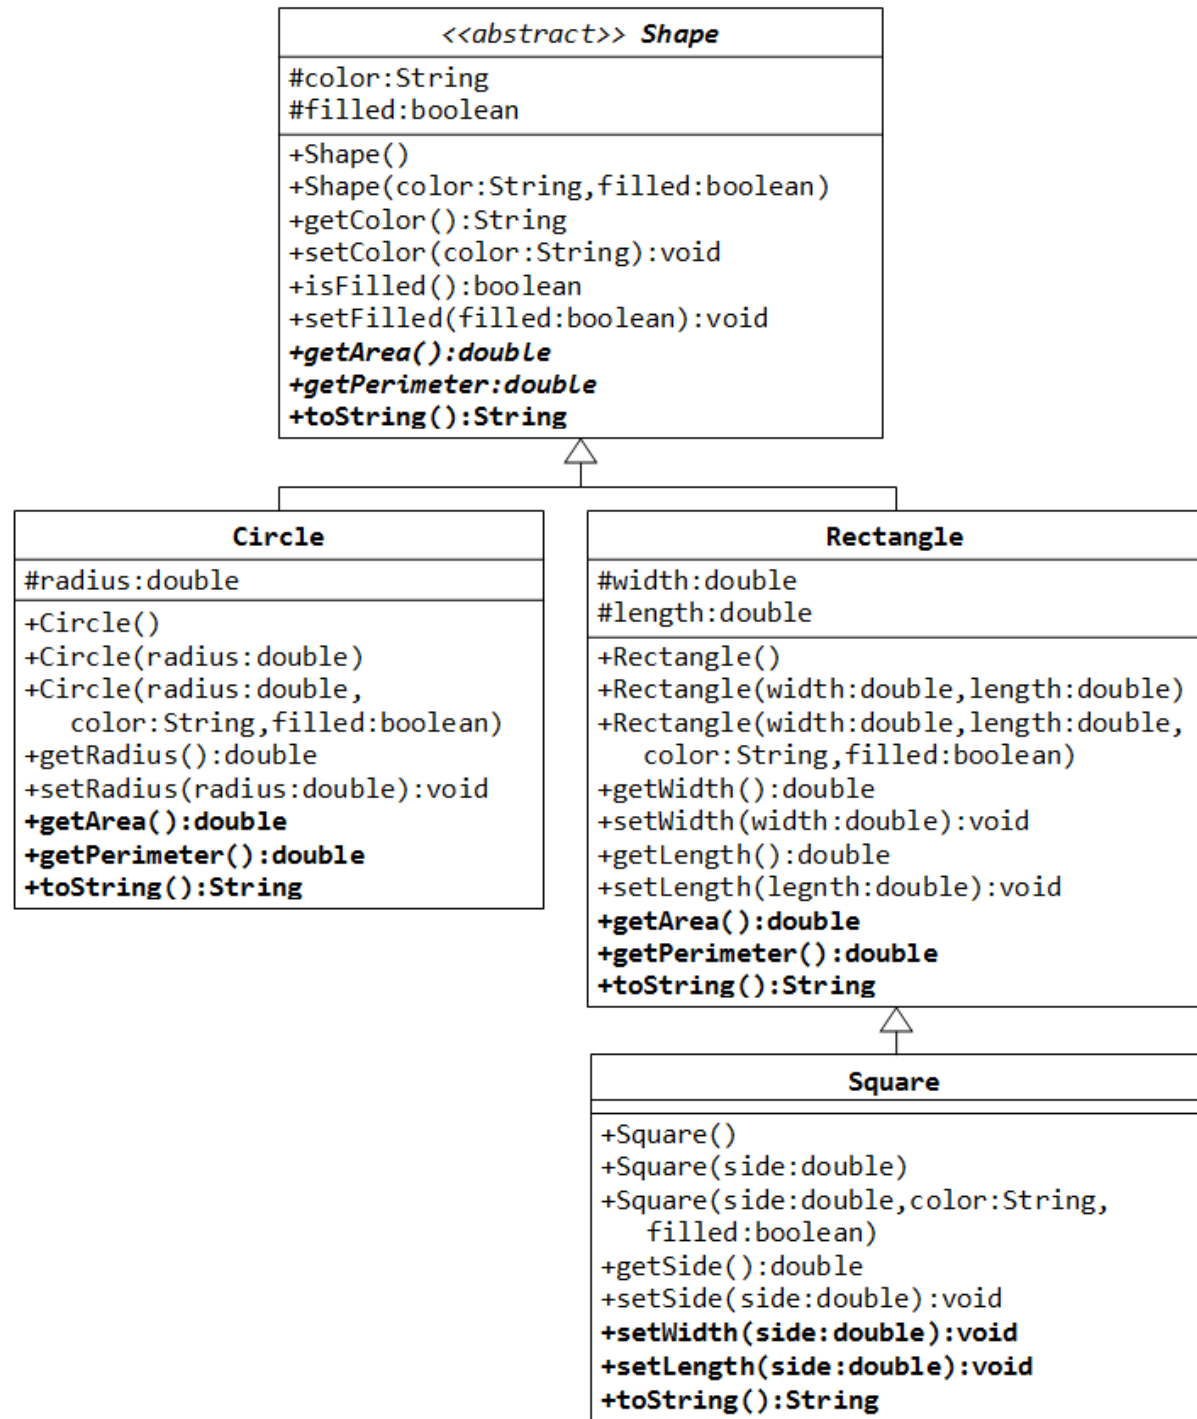 <<abstract>> Shape
#color:String
#filled:boolean
+Shape()
+Shape(color:String,filled:boolean)
+getColor():String
+setColor(color:String):void
+isFilled():boolean
+setFilled(filled:boolean):void
+getArea():double
+getPerimeter:double
+toString():String
Circle
#radius:double
+Circle()
+Circle(radius:double)
+Circle(radius:double,
color:String,filled:boolean)
+getRadius():double
+setRadius(radius:double):void
+getArea():double
+getPerimeter():double
+toString():String
Rectangle
#width:double
#length:double
+Rectangle()
+Rectangle(width:double,length:double)
+Rectangle(width:double,length:double,
color:String,filled:boolean)
+getWidth():double
+setWidth(width:double):void
+getLength():double
+setLength(legnth:double):void
+getArea():double
+getPerimeter():double
+toString():String
Square
+Square()
+Square(side:double)
+Square(side:double,color:String,
filled:boolean)
+getSide():double
+setSide(side:double):void
+setWidth(side:double):void
+setLength(side:double):void
+toString():String